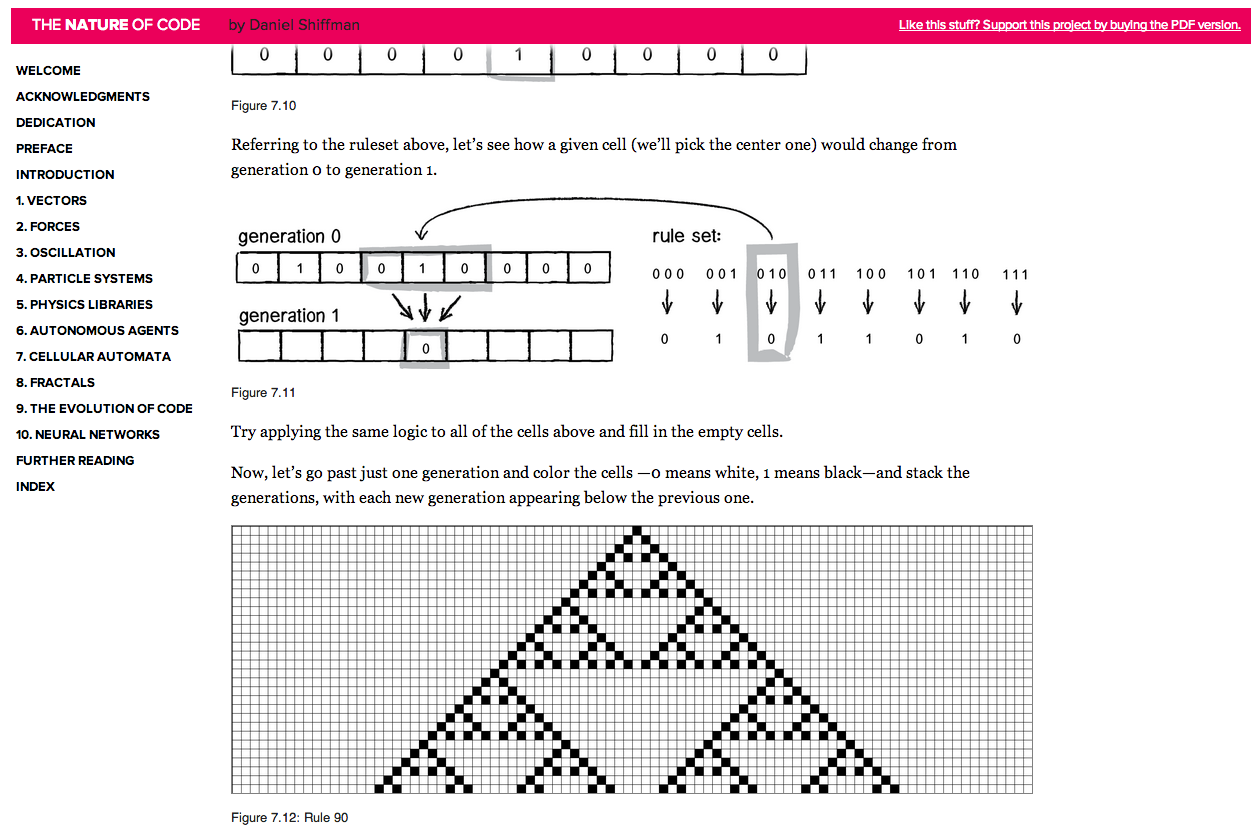 THE NATURE OF CODE by Daniel Shiffman Like this stuff? Support this project by buying the PDF version.
WELCOME
ACKNOWLEDGMENTS
DEDICATION
PREFACE
INTRODUCTION
1. VECTORS
2. FORCES
3. OSCILLATION
4. PARTICLE SYSTEMS
5. PHYSICS LIBRARIES
6. AUTONOMOUS AGENTS
7. CELLULAR AUTOMATA
8. FRACTALS
9. THE EVOLUTION OF CODE
10. NEURAL NETWORKS
FURTHER READING
INDEX
0 0 0 0 1 0 0 0 0
Figure 7.10
Referring to the ruleset above, let’s see how a given cell (we’ll pick the center one) would change from
generation 0 to generation 1.
generation 0
0 1 0 0 1 0 0 0 0
generation 1
0
rule set:
000 001 010 011 100 101 110 111
0 1 0 1 1 0 1 0
Figure 7.11
Try applying the same logic to all of the cells above and fill in the empty cells.
Now, let’s go past just one generation and color the cells —0 means white, 1 means black—and stack the
generations, with each new generation appearing below the previous one.
Figure 7.12: Rule 90